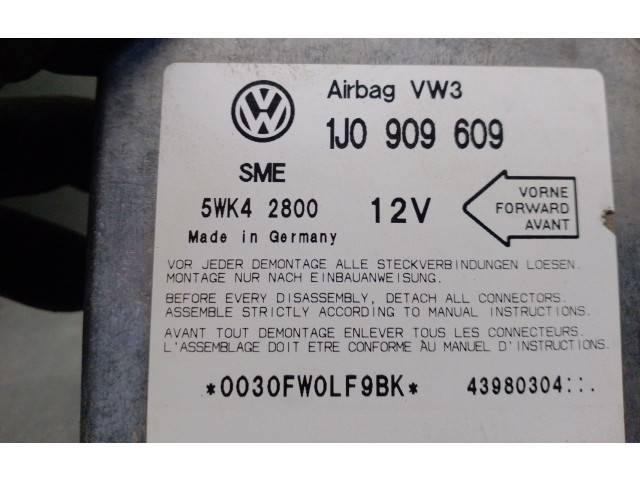 Airbag VW3
1J0 909 609
SME
5WK4 2800 12V
Made in Germany
VORNE
FORWARD
AVANT
VOR JEDER DEMONTAGE ALLE STECKVERBINDUNGEN LOESEN.
MONTAGE NUR NACH EINBAUANWEISUNG.
BEFORE EVERY DISASSEMBLY, DETACH ALL CONNECTORS.
ASSEMBLE STRICTLY ACCORDING TO MANUAL INSTRUCTIONS.
AVANT TOUT DEMONTAGE ENLEVER TOUS LES CONNECTEURS.
L'ASSEMBLAGE DOIT ETRE CONFORME AU MANUEL D'INSTRUCTIONS.
*0030FW0LF9BK* 43980304::.